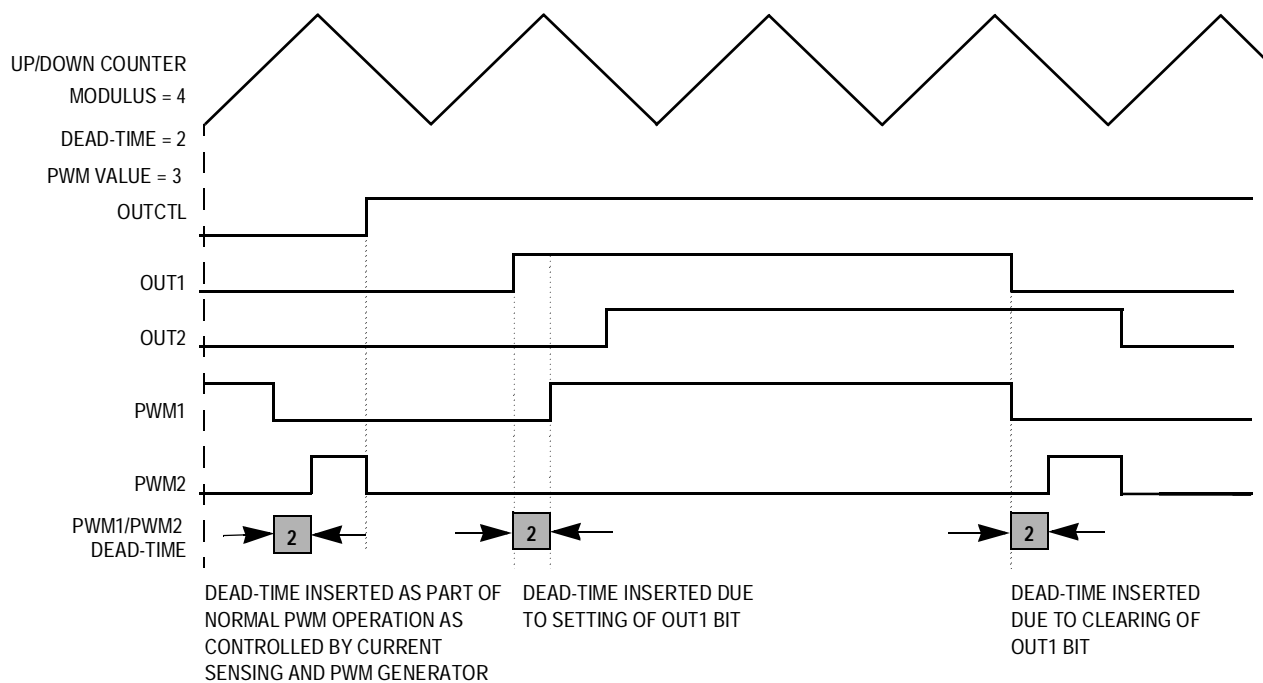 UP/DOWN COUNTER
MODULUS = 4
DEAD-TIME = 2
PWM VALUE = 3
OUTCTL
OUT1
OUT2
PWM1
PWM2
PWM1/PWM2
DEAD-TIME
2
2
2
DEAD-TIME INSERTED AS PART OF
NORMAL PWM OPERATION AS
CONTROLLED BY CURRENT
SENSING AND PWM GENERATOR
DEAD-TIME INSERTED DUE
TO SETTING OF OUT1 BIT
DEAD-TIME INSERTED
DUE TO CLEARING OF
OUT1 BIT